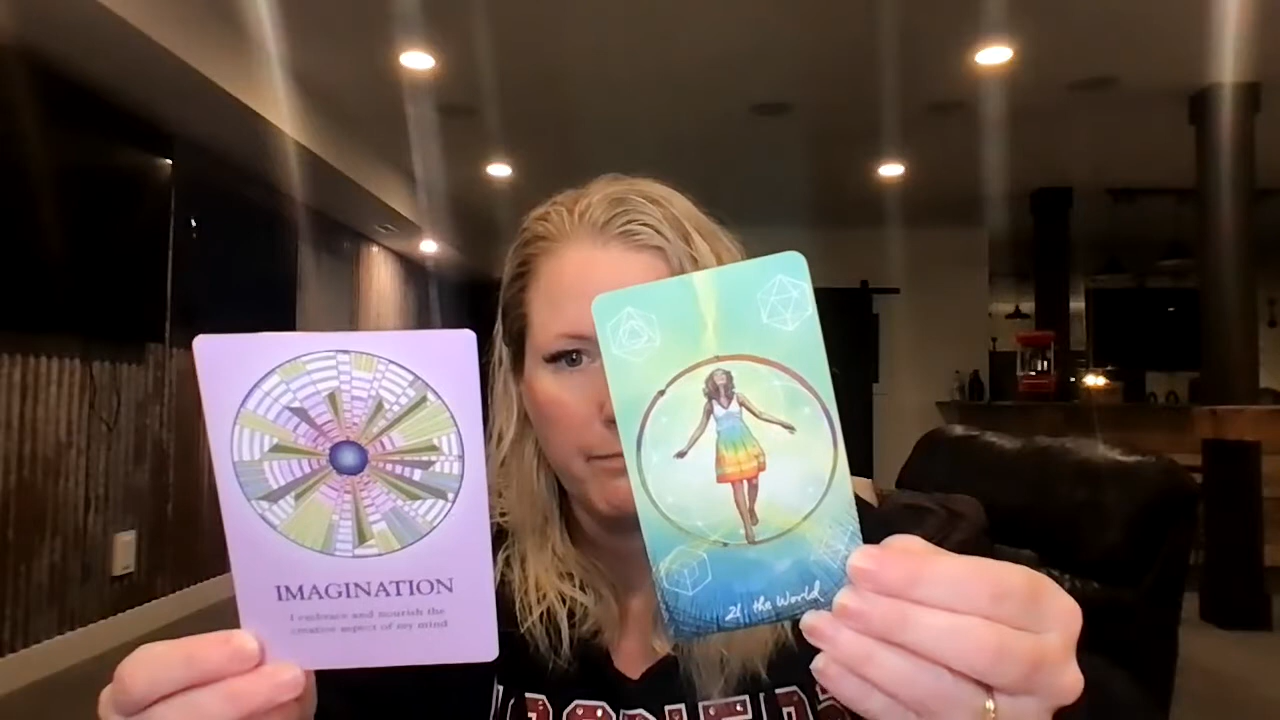 IMAGINATION
I embrace and nourish the
creative aspect of my mind
21. the World